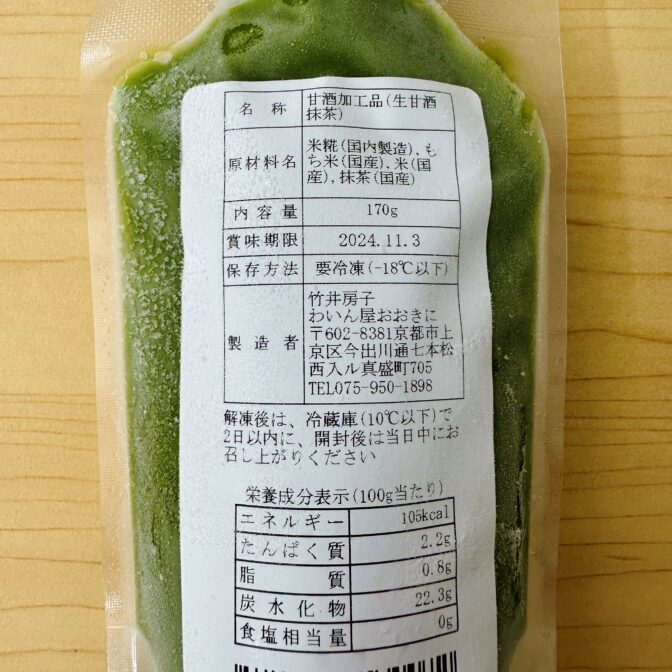 名称 甘酒加工品(生甘酒
抹茶)
原材料名 米糀(国内製造),も
ち米(国産),米(国
産),抹茶(国産)
内容量 170g
賞味期限 2024.11.3
保存方法 要冷凍(-18℃以下)
製造者 竹井房子
わいん屋おおきに
〒602-8381京都市上
京区今出川通七本松
西入ル真盛町705
TEL075-950-1898
解凍後は、冷蔵庫(10℃以下)で
2日以内に、開封後は当日中にお
召し上がりください
栄養成分表示(100g当たり)
エネルギー 105kcal
たんぱく質 2.2g
脂質 0.8g
炭水化物 22.3g
食塩相当量 0g